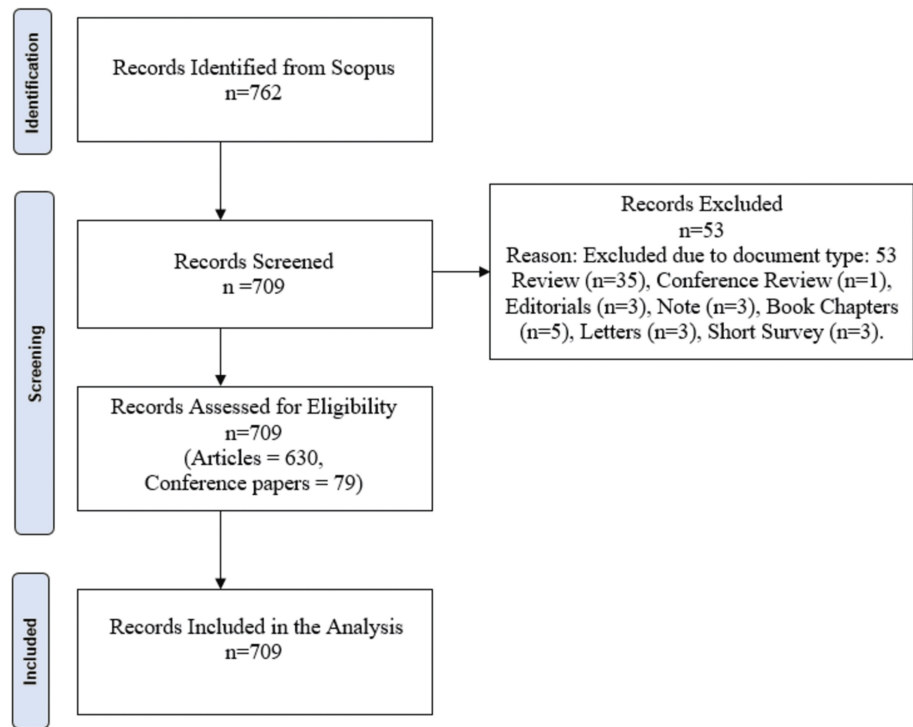 Identification
Records Identified from Scopus
n=762
Screening
Records Screened
n =709
Records Excluded
n=53
Reason: Excluded due to document type: 53
Review (n=35), Conference Review (n=1),
Editorials (n=3), Note (n=3), Book Chapters
(n=5), Letters (n=3), Short Survey (n=3).
Records Assessed for Eligibility
n=709
(Articles = 630,
Conference papers = 79)
Included
Records Included in the Analysis
n=709